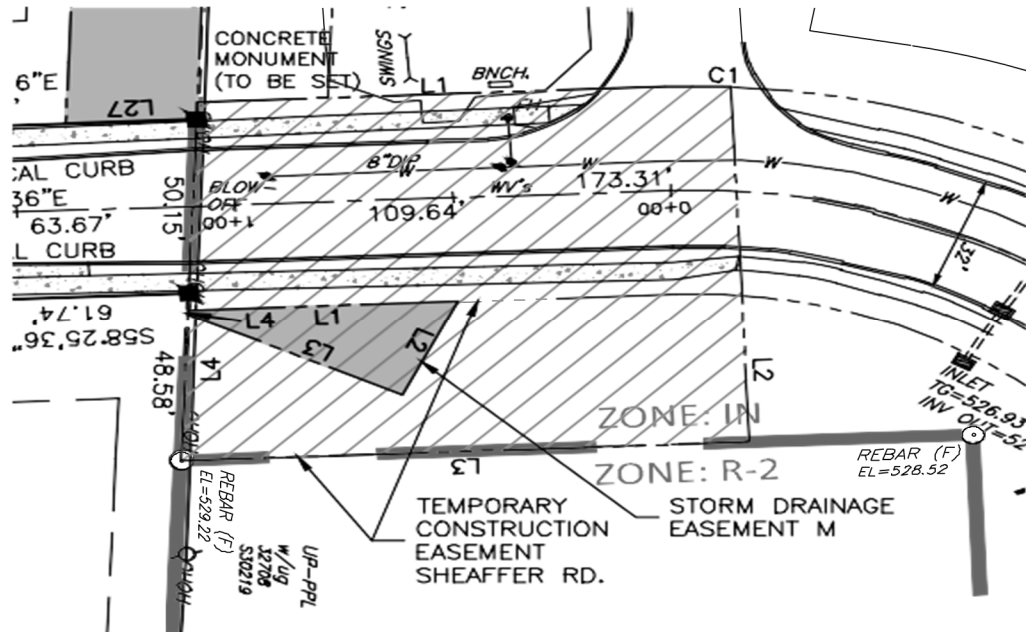 CONCRETE
MONUMENT
(TO BE SET)
SWINGS
L1
BNCH.
C1
6"E
L27
FH
8"DIP
W
W
W
W
CAL CURB
36"E
63.67'
L CURB
50.15'
BLOW
OFF
1+00
109.64'
WV's
173.31'
0+00
32'
61.74'
S58°25'36"
L4
L1
L2
L3
L4
48.58'
L2
INLET
TG=526.93
INV OUT=52
ZONE: IN
L3
ZONE: R-2
REBAR (F)
EL=528.52
REBAR (F)
EL=529.22
TEMPORARY
CONSTRUCTION
EASEMENT
SHEAFFER RD.
STORM DRAINAGE
EASEMENT M
UP-PPL
W/UG
32708
S30219